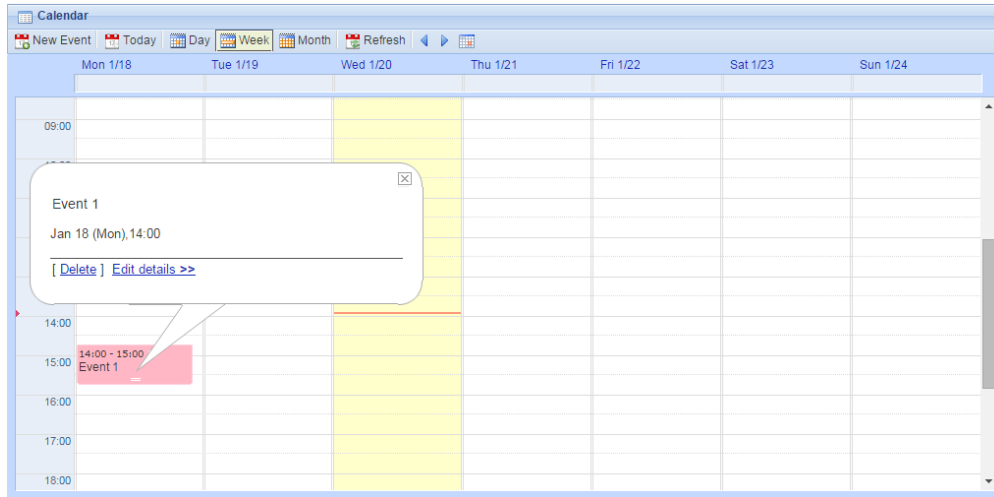 Calendar
New Event Today Day Week Month Refresh
Mon 1/18 Tue 1/19 Wed 1/20 Thu 1/21 Fri 1/22 Sat 1/23 Sun 1/24
09:00
Event 1
Jan 18 (Mon),14:00
[ Delete ] Edit details >>
14:00
14:00 - 15:00
15:00
Event 1
16:00
17:00
18:00